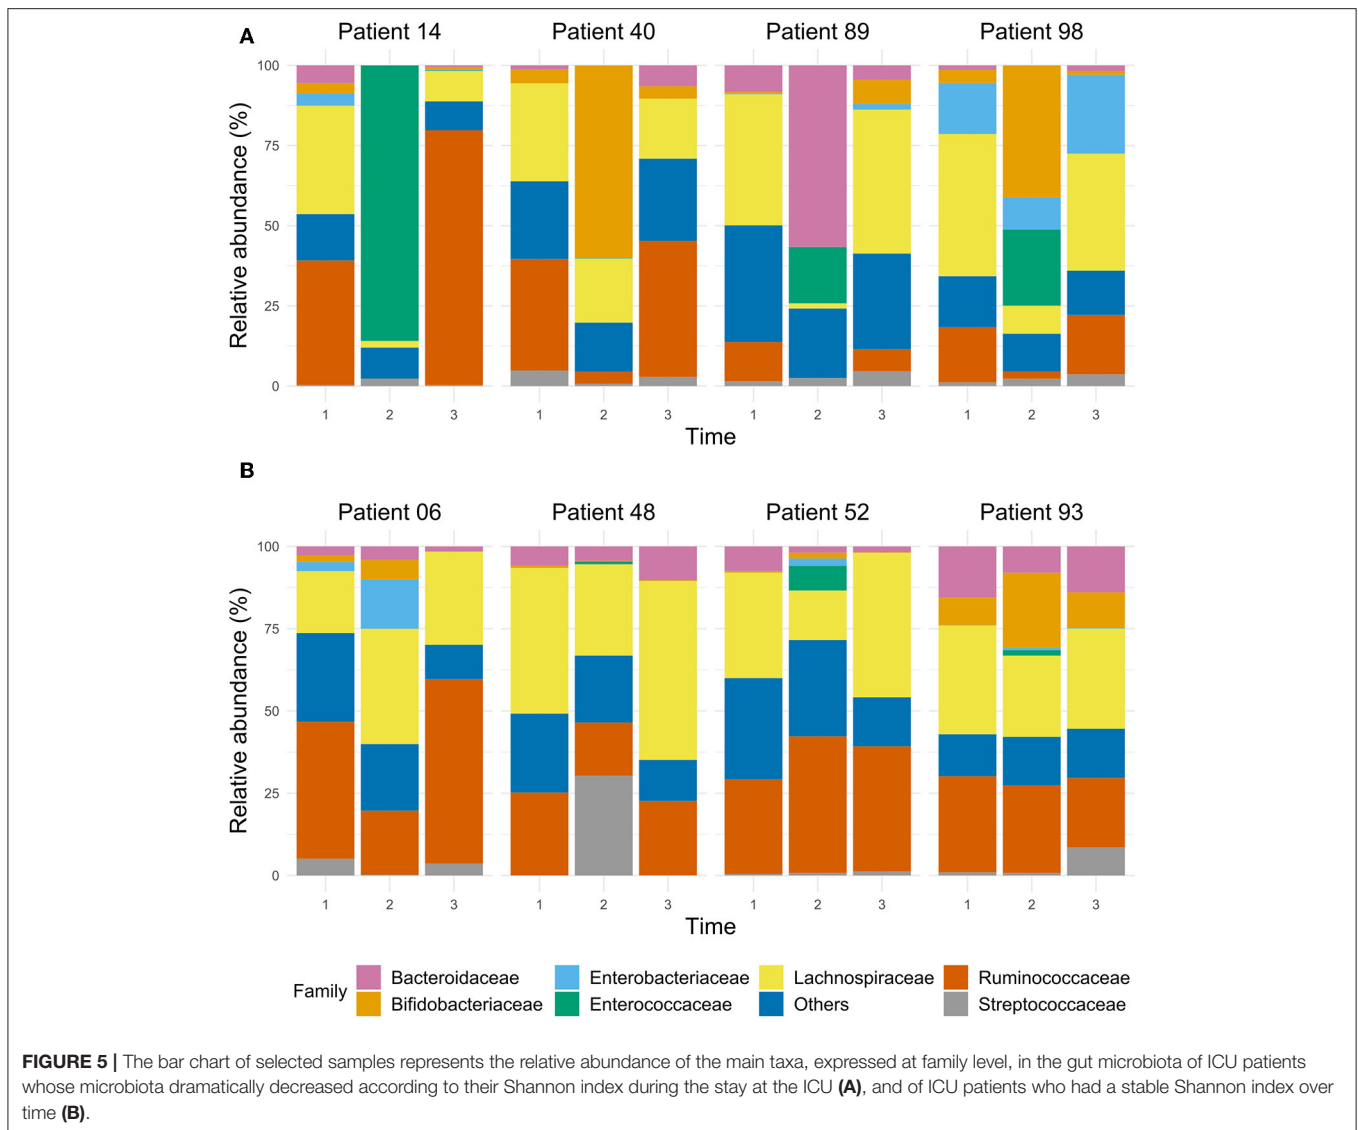 A
Patient 14 Patient 40 Patient 89 Patient 98
Relative abundance (%)
100
75
50
25
0
1 2 3 1 2 3 1 2 3 1 2 3
Time
B
Patient 06 Patient 48 Patient 52 Patient 93
Relative abundance (%)
100
75
50
25
0
1 2 3 1 2 3 1 2 3 1 2 3
Time
Family
Bacteroidaceae Enterobacteriaceae Lachnospiraceae Ruminococcaceae
Bifidobacteriaceae Enterococcaceae Others Streptococcaceae
FIGURE 5 | The bar chart of selected samples represents the relative abundance of the main taxa, expressed at family level, in the gut microbiota of ICU patients
whose microbiota dramatically decreased according to their Shannon index during the stay at the ICU (A), and of ICU patients who had a stable Shannon index over
time (B).